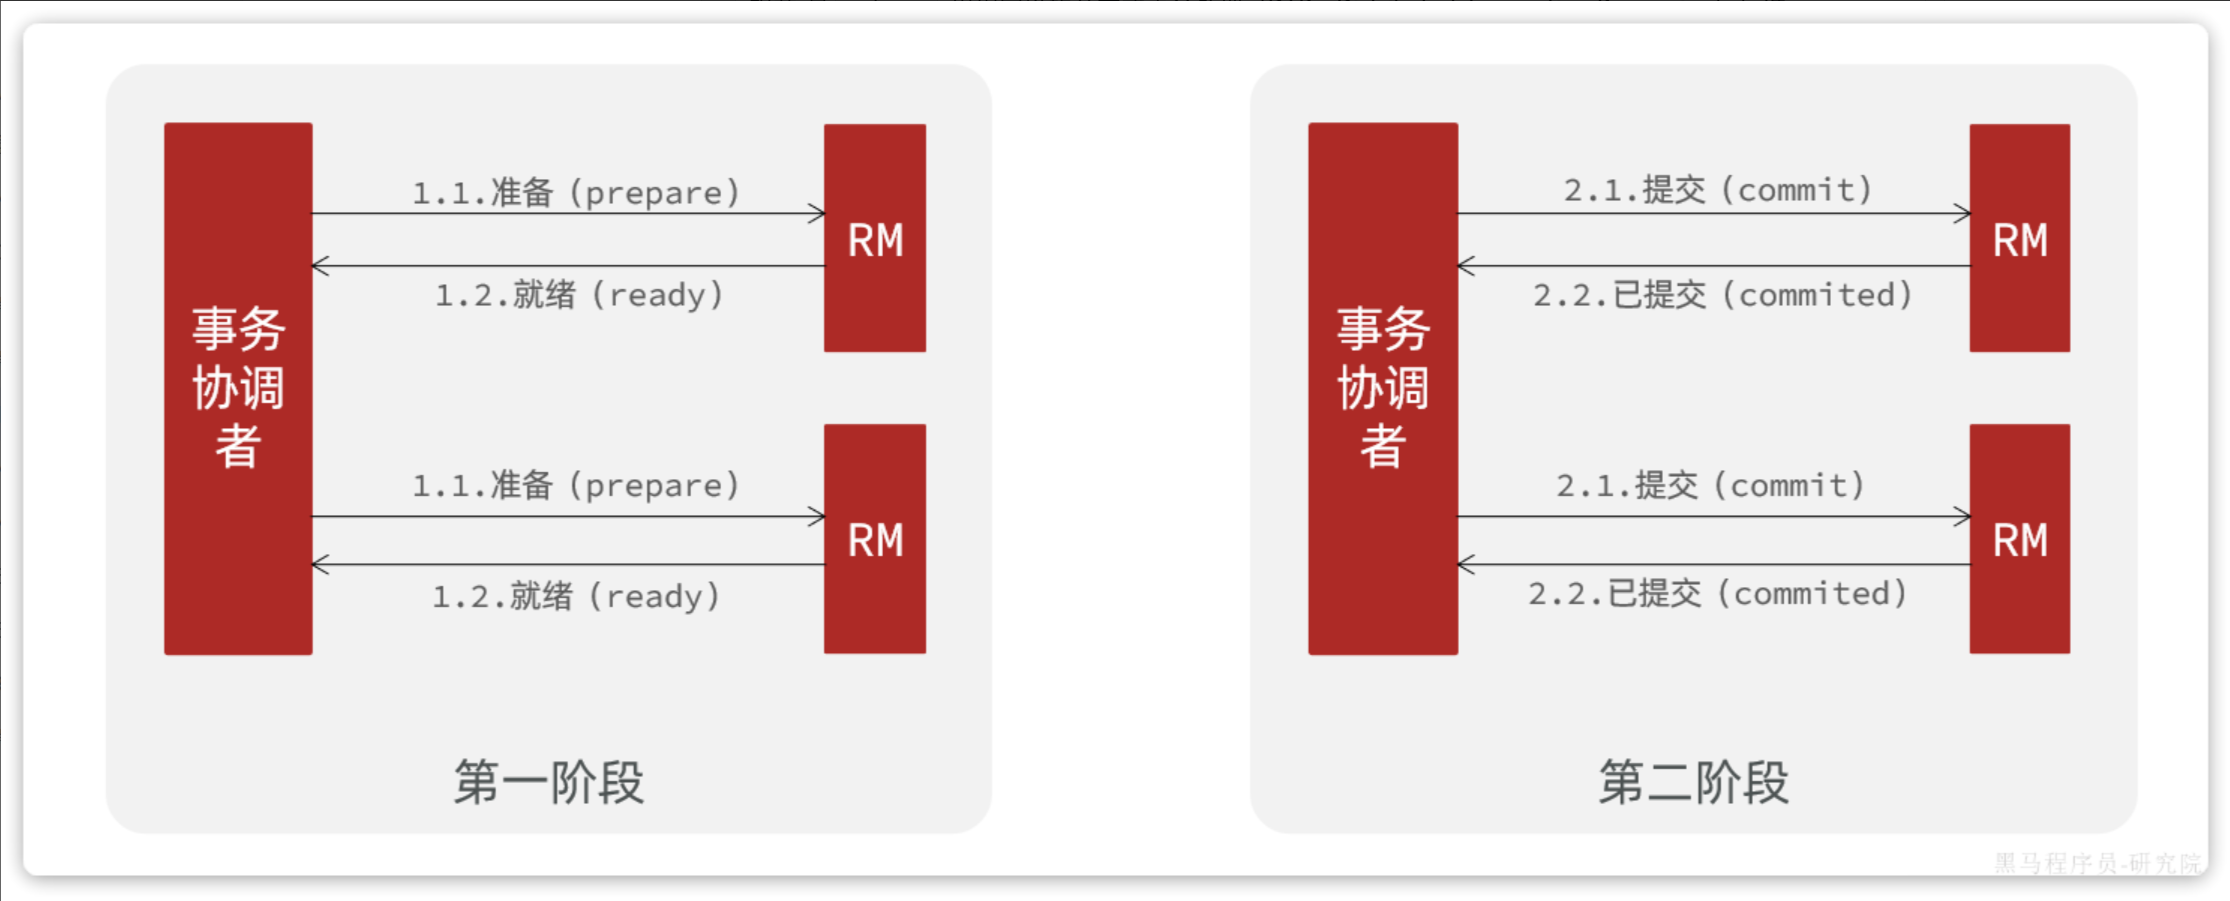 1.1.准备（prepare）
RM
1.2.就绪（ready）
事务
协调
者
1.1.准备（prepare）
RM
1.2.就绪（ready）
第一阶段
2.1.提交（commit）
RM
2.2.已提交（commited）
事务
协调
者
2.1.提交（commit）
RM
2.2.已提交（commited）
第二阶段
黑马程序员-研究院